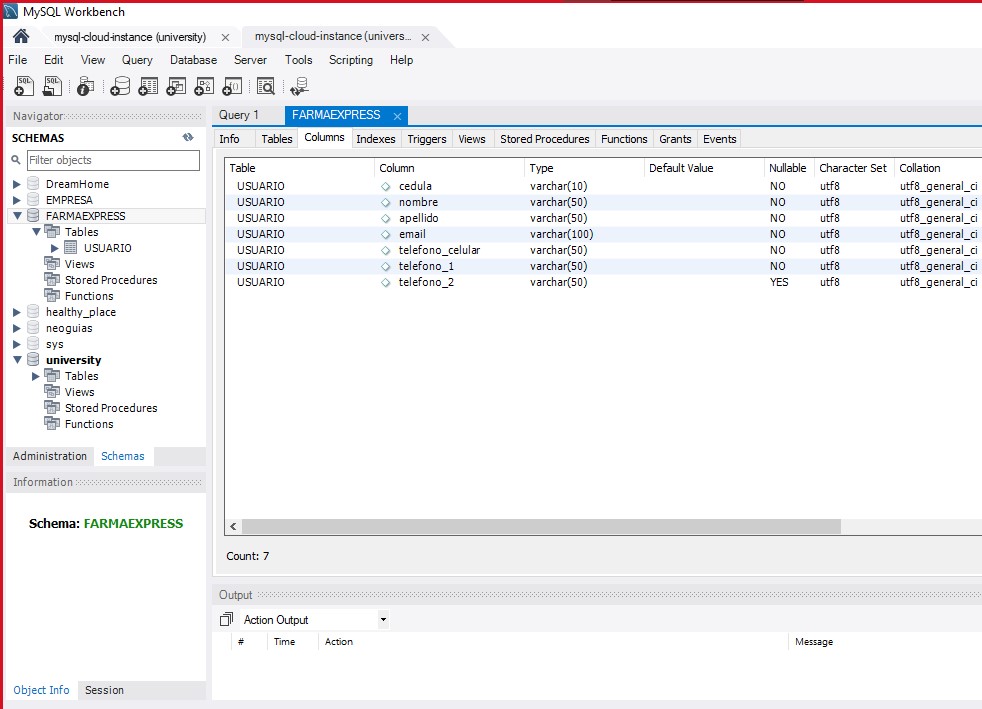 MySQL Workbench
mysql-cloud-instance (university) mysql-cloud-instance (univers...
File Edit View Query Database Server Tools Scripting Help
Navigator
SCHEMAS
Filter objects
DreamHome
EMPRESA
FARMAEXPRESS
Tables
USUARIO
Views
Stored Procedures
Functions
healthy_place
neoguias
sys
university
Tables
Views
Stored Procedures
Functions
Administration Schemas
Information
Schema: FARMAEXPRESS
Object Info Session
Query 1 FARMAEXPRESS
Info Tables Columns Indexes Triggers Views Stored Procedures Functions Grants Events
Table Column Type Default Value Nullable Character Set Collation
USUARIO cedula varchar(10) NO utf8 utf8_general_ci
USUARIO nombre varchar(50) NO utf8 utf8_general_ci
USUARIO apellido varchar(50) NO utf8 utf8_general_ci
USUARIO email varchar(100) NO utf8 utf8_general_ci
USUARIO telefono_celular varchar(50) NO utf8 utf8_general_ci
USUARIO telefono_1 varchar(50) NO utf8 utf8_general_ci
USUARIO telefono_2 varchar(50) YES utf8 utf8_general_ci
Count: 7
Output
Action Output
# Time Action Message